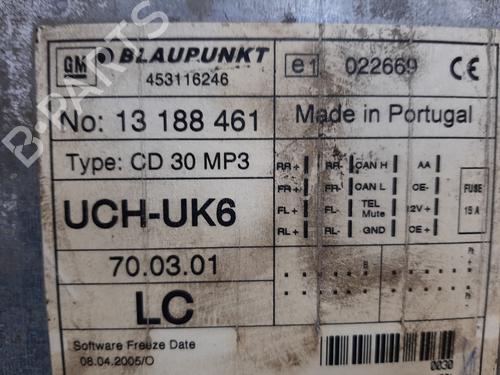 GM BLAUPUNKT
453116246
e1 022669 CE
No: 13 188 461
Made in Portugal
Type: CD 30 MP3
RR+ RR- CAN H AA
FR+ FR- CAN L CE-
FL+ FL- TEL Mute 12V+
RL+ RL- GND CE+
FUSE
15 A
UCH-UK6
70.03.01
LC
Software Freeze Date
08.04.2005/O
0030
B-PARTS